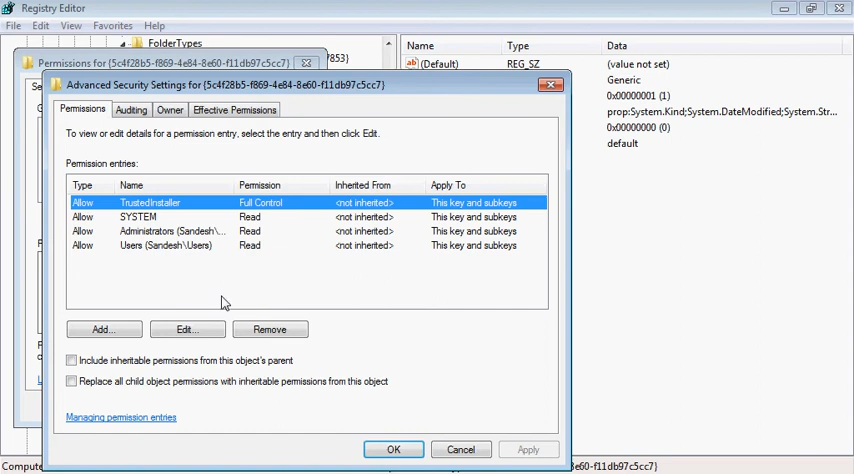 Registry Editor
File Edit View Favorites Help
FolderTypes
Name Type Data
(Default) REG_SZ (value not set)
Generic
0x00000001 (1)
prop:System.Kind;System.DateModified;System.Str...
0x00000000 (0)
default
Permissions for {5c4f28b5-f869-4e84-8e60-f11db97c5cc7}
7853}
Advanced Security Settings for {5c4f28b5-f869-4e84-8e60-f11db97c5cc7}
Permissions Auditing Owner Effective Permissions
To view or edit details for a permission entry, select the entry and then click Edit.
Permission entries:
Type Name Permission Inherited From Apply To
Allow TrustedInstaller Full Control <not inherited> This key and subkeys
Allow SYSTEM Read <not inherited> This key and subkeys
Allow Administrators (Sandesh\... Read <not inherited> This key and subkeys
Allow Users (Sandesh\Users) Read <not inherited> This key and subkeys
Add... Edit... Remove
Include inheritable permissions from this object's parent
Replace all child object permissions with inheritable permissions from this object
Managing permission entries
OK Cancel Apply
Compute
8e60-f11db97c5cc7}